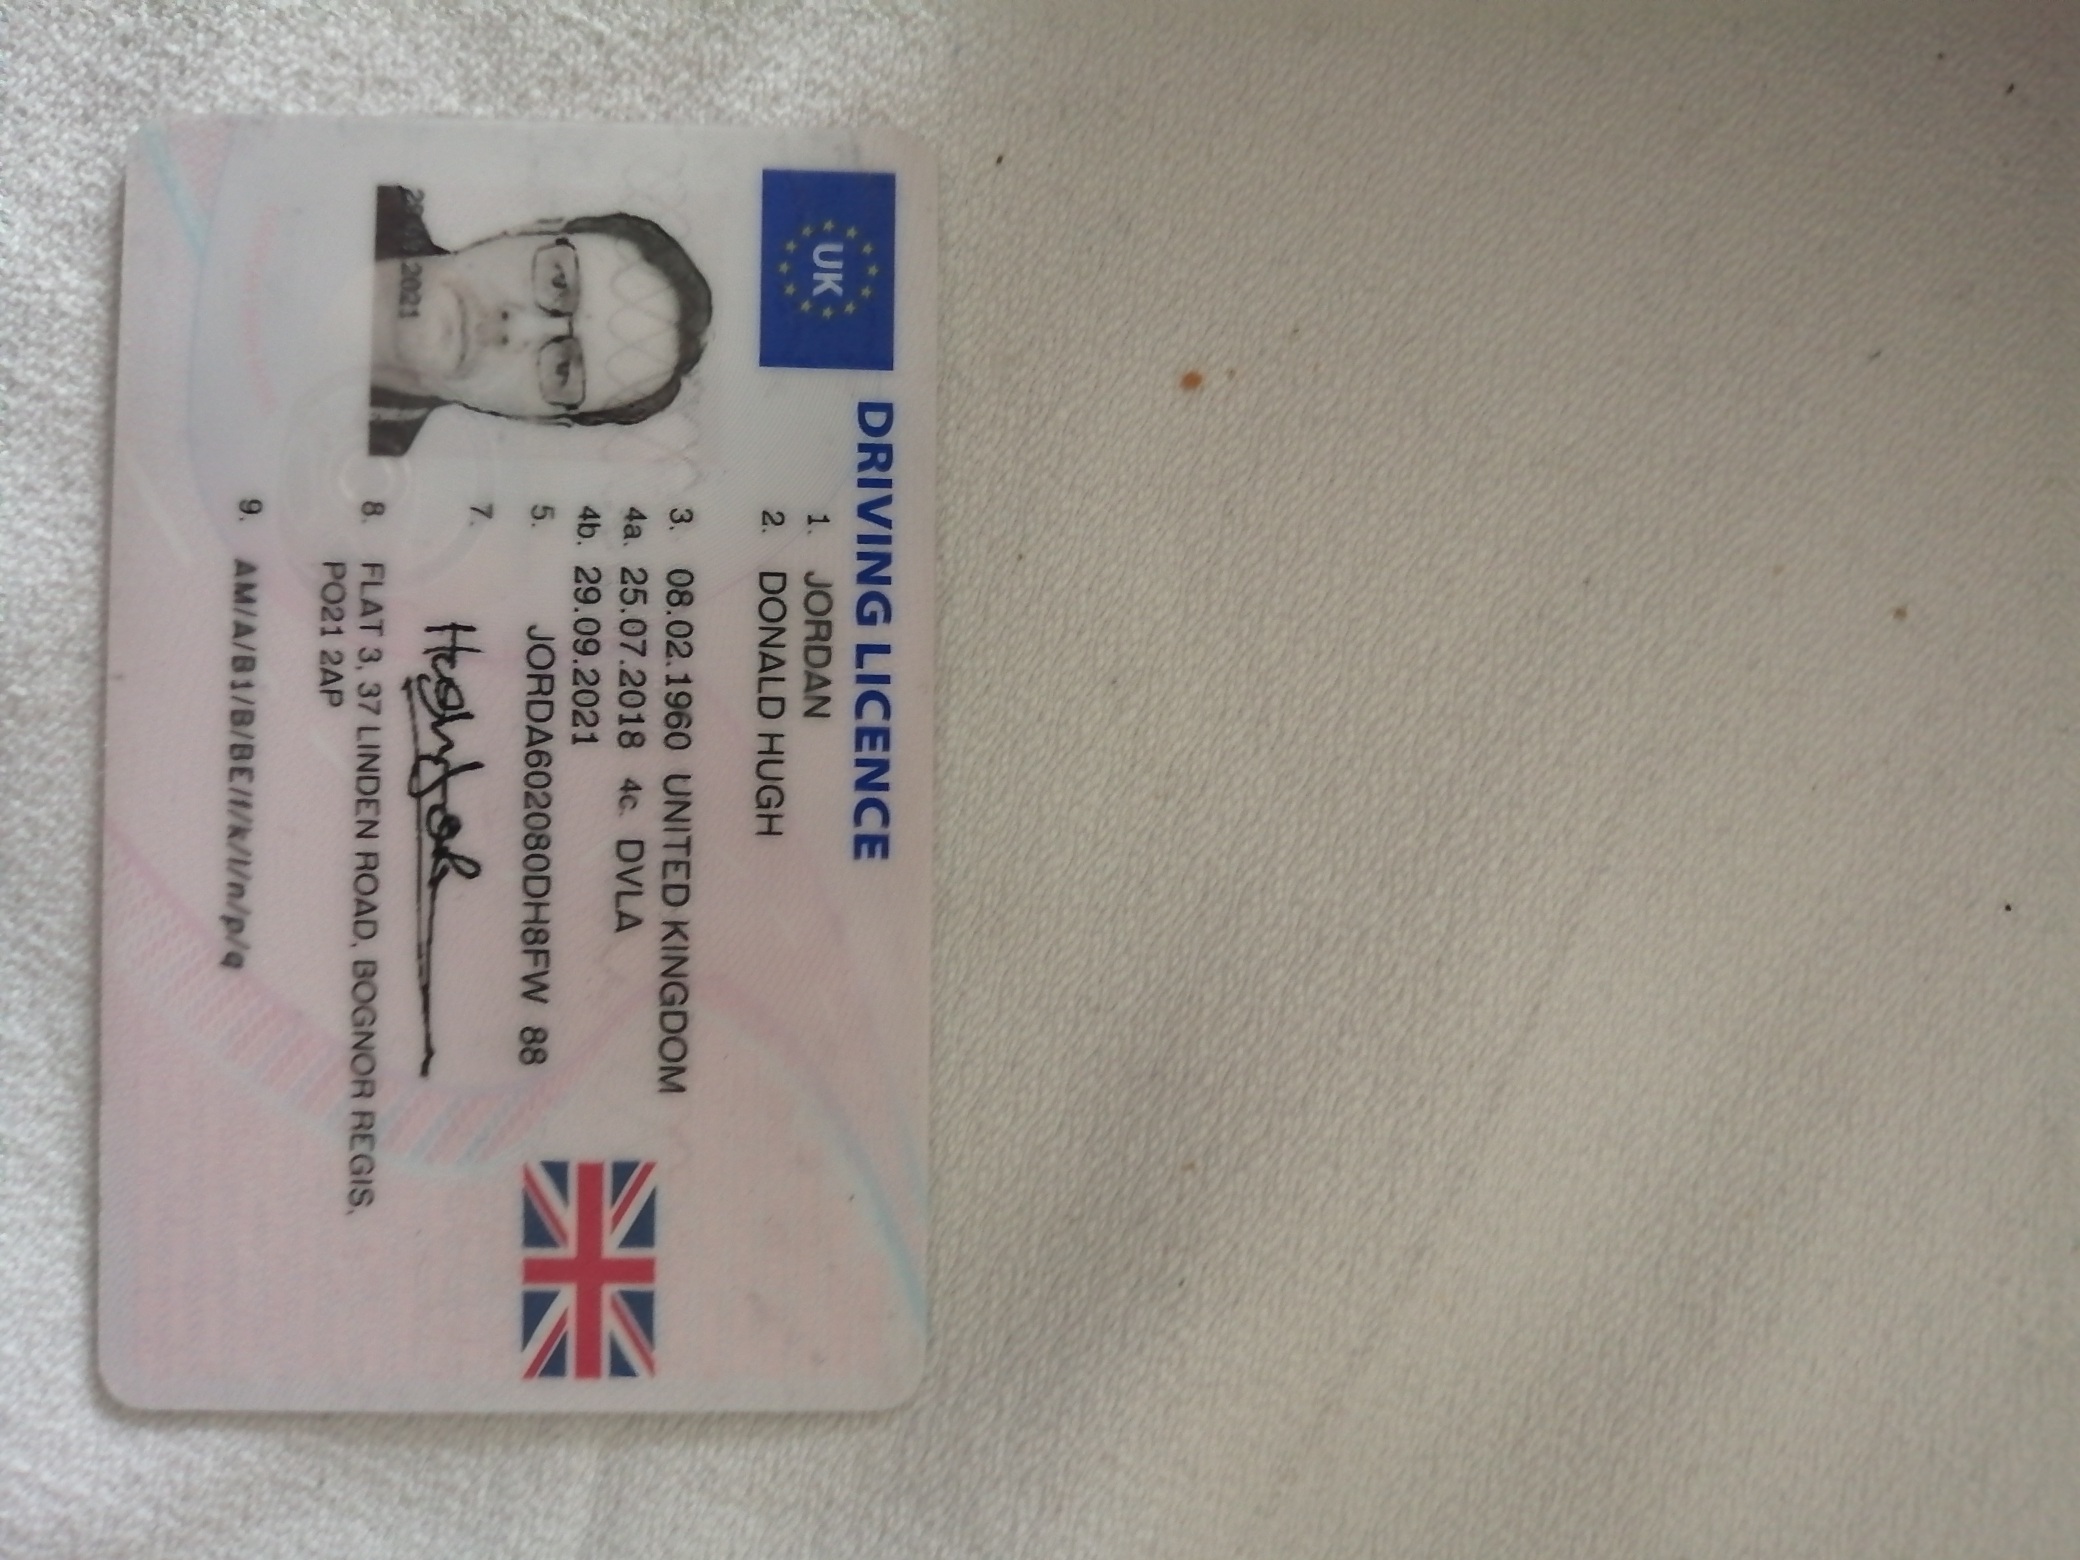 UK
DRIVING LICENCE
1. JORDAN
2. DONALD HUGH
3. 08.02.1960 UNITED KINGDOM
4a. 25.07.2018 4c. DVLA
4b. 29.09.2021
5. JORDA602080DH8FW 88
7.
8. FLAT 3, 37 LINDEN ROAD, BOGNOR REGIS,
PO21 2AP
9. AM/A/B1/B/BE/f/k/l/n/p/q